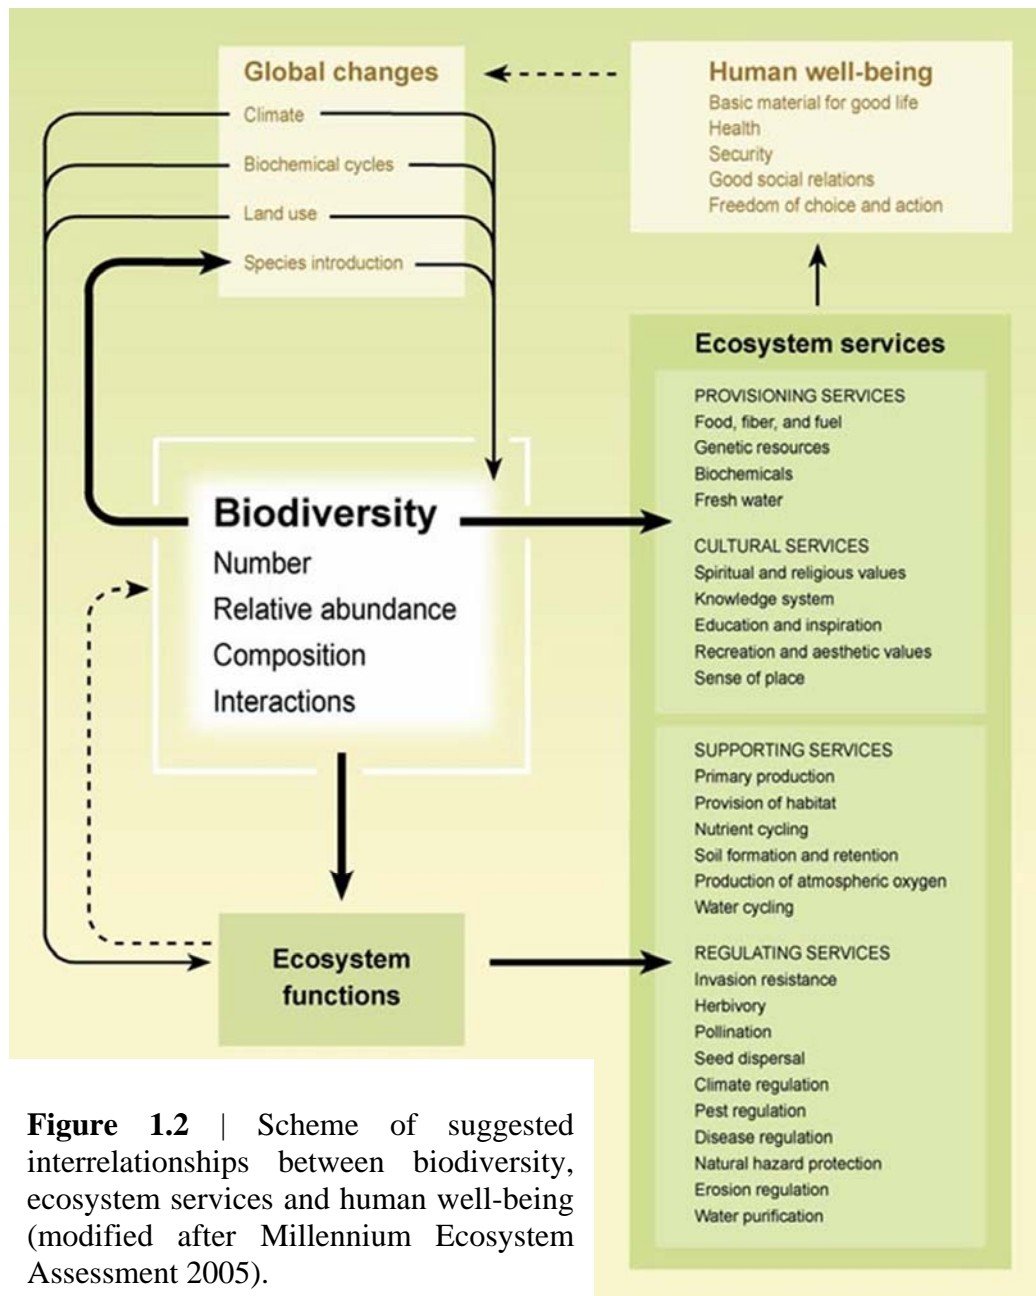 Global changes
Climate
Biochemical cycles
Land use
Species introduction
Human well-being
Basic material for good life
Health
Security
Good social relations
Freedom of choice and action
Biodiversity
Number
Relative abundance
Composition
Interactions
Ecosystem
functions
Ecosystem services
PROVISIONING SERVICES
Food, fiber, and fuel
Genetic resources
Biochemicals
Fresh water
CULTURAL SERVICES
Spiritual and religious values
Knowledge system
Education and inspiration
Recreation and aesthetic values
Sense of place
SUPPORTING SERVICES
Primary production
Provision of habitat
Nutrient cycling
Soil formation and retention
Production of atmospheric oxygen
Water cycling
REGULATING SERVICES
Invasion resistance
Herbivory
Pollination
Seed dispersal
Climate regulation
Pest regulation
Disease regulation
Natural hazard protection
Erosion regulation
Water purification
Figure 1.2 | Scheme of suggested
interrelationships between biodiversity,
ecosystem services and human well-being
(modified after Millennium Ecosystem
Assessment 2005).